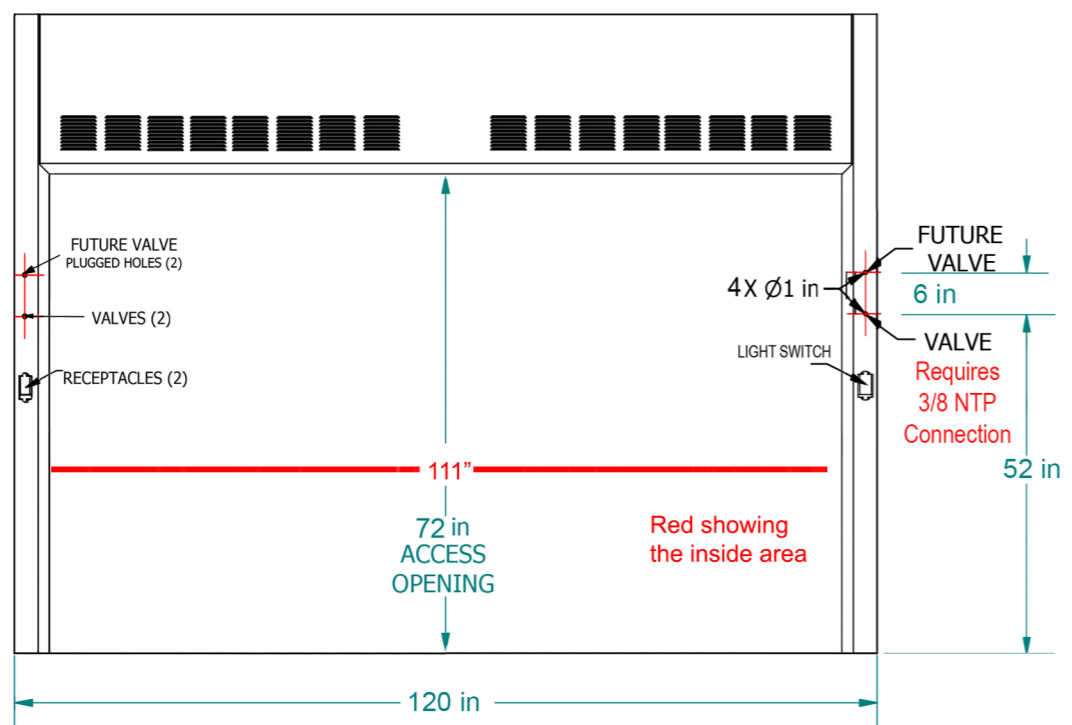 FUTURE VALVE
PLUGGED HOLES (2)
VALVES (2)
RECEPTACLES (2)
FUTURE
VALVE
4X Ø1 in
6 in
VALVE
LIGHT SWITCH
Requires
3/8 NTP
Connection
111”
52 in
72 in
ACCESS
OPENING
Red showing
the inside area
120 in